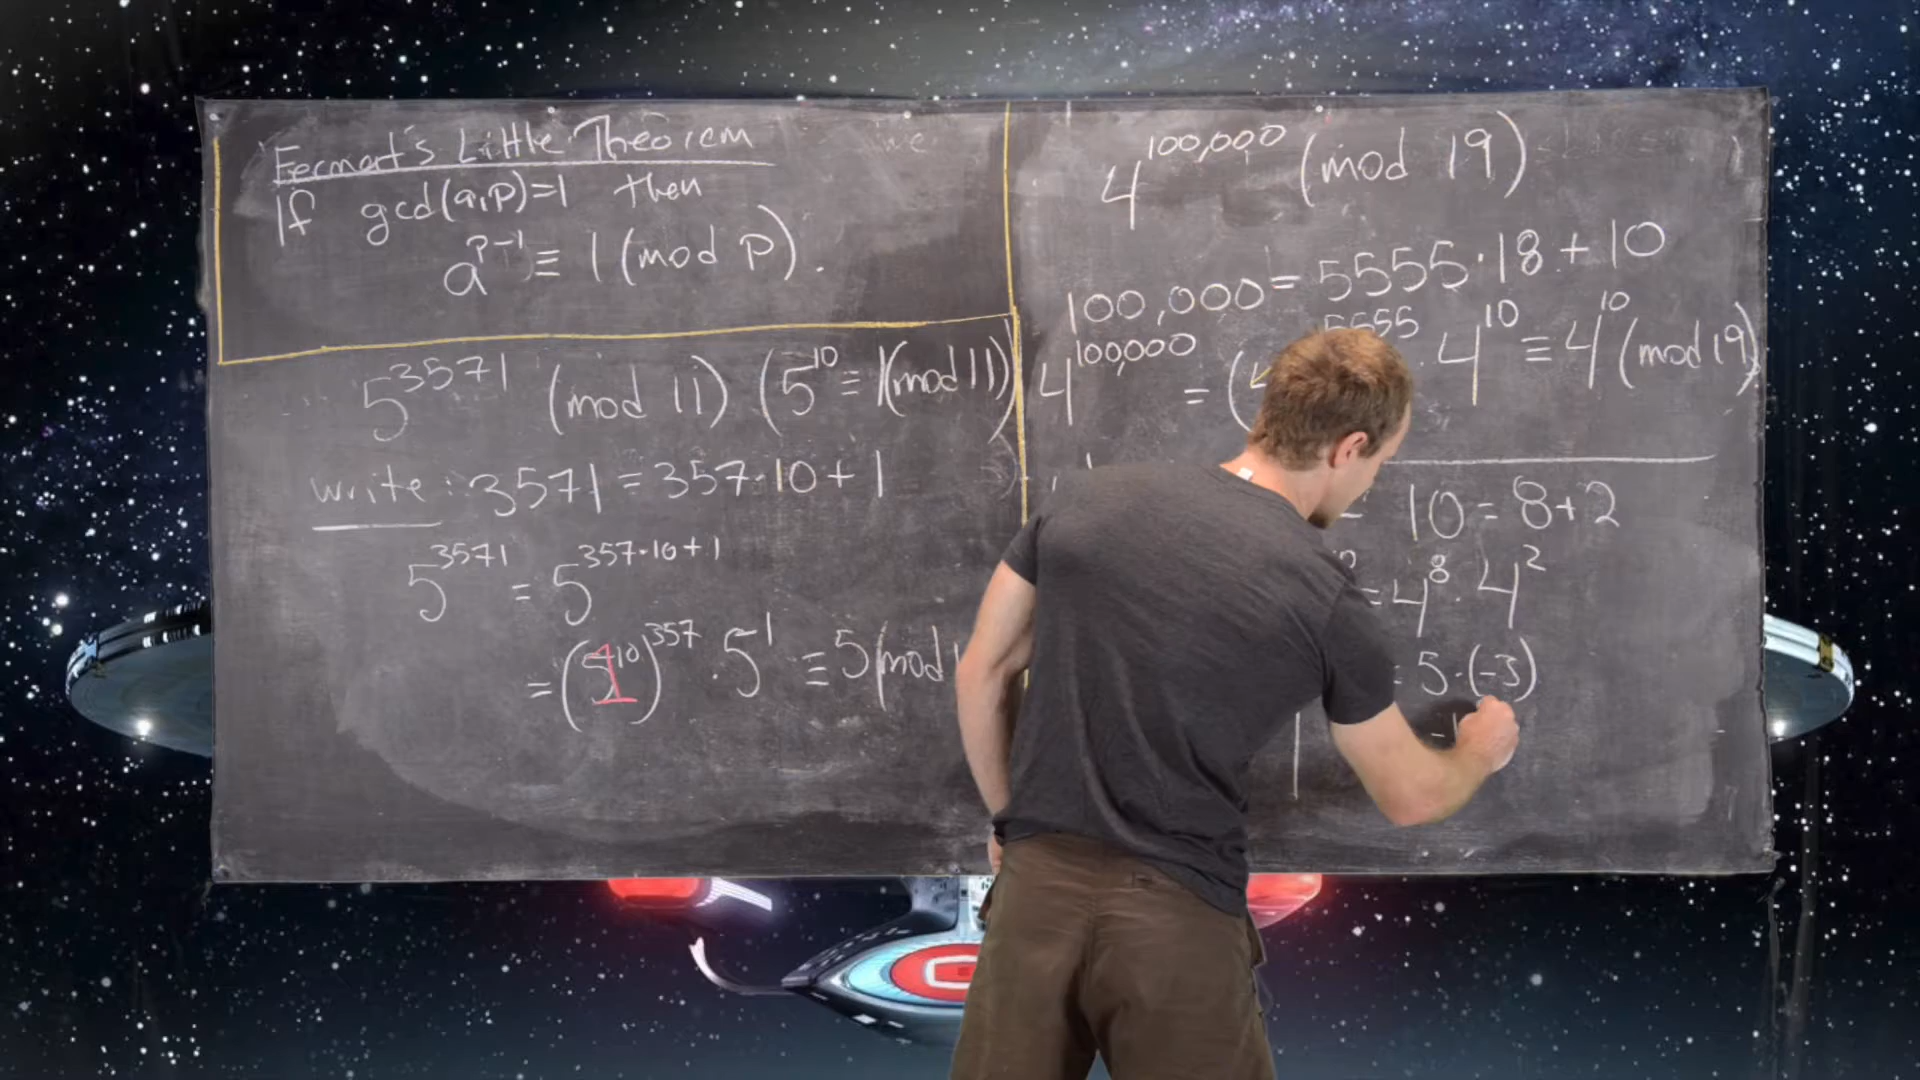 Fermat's Little Theorem
If gcd(a,p)=1 then
a^{p-1} ≡ 1 (mod p).
5^{3571} (mod 11) (5^{10} ≡ 1(mod 11))
write: 3571 = 357·10+1
5^{3571} = 5^{357·10+1}
= (5^{10})^{357} · 5^1 ≡ 5(mod
1
4^{100,000} (mod 19)
100,000 = 5555·18+10
4^{100,000} = ( 5555 · 4^{10} ≡ 4^{10} (mod 19)
10 = 8+2
= 4^8 · 4^2
5·(-3)